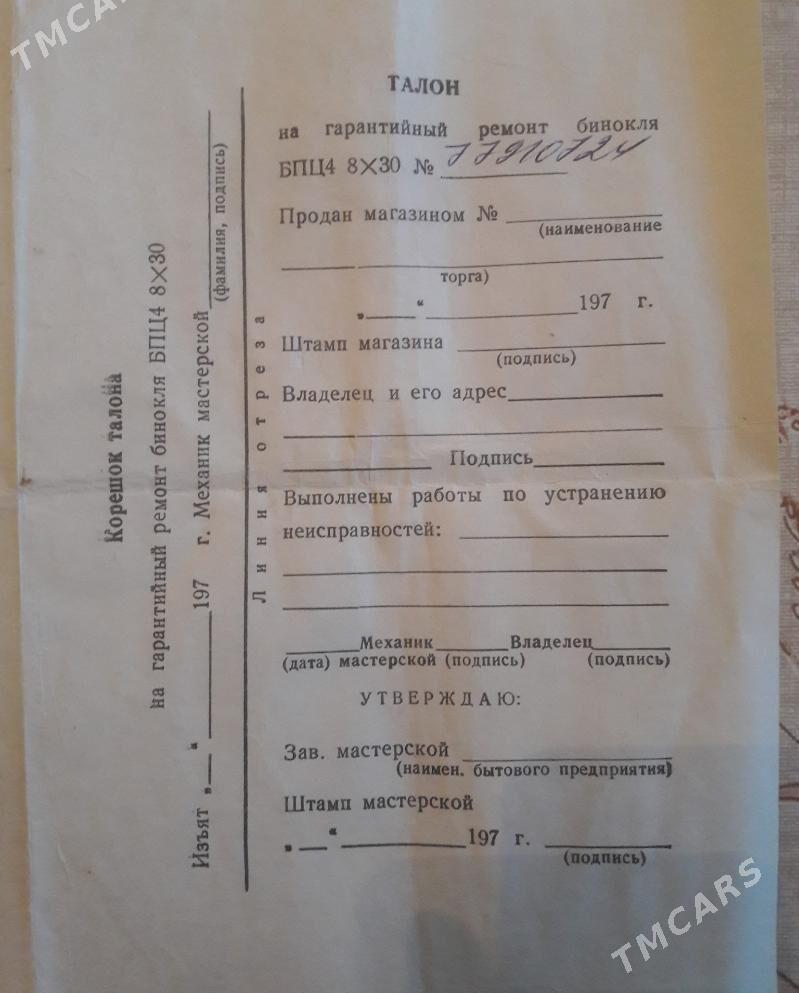 TMCARS
ТАЛОН
на гарантийный ремонт бинокля
БПЦ4 8×30 № 77910724
Продан магазином №
(наименование
торга)
„ “ 197 г.
Штамп магазина
(подпись)
Владелец и его адрес
Подпись
Выполнены работы по устранению
неисправностей:
Механик Владелец
(дата) мастерской (подпись) (подпись)
УТВЕРЖДАЮ:
Зав. мастерской
(наимен. бытового предприятия)
Штамп мастерской
„ “ 197 г.
(подпись)
Линия отреза
Корешок талона
на гарантийный ремонт бинокля БПЦ4 8×30
Изъят „ “ 197 г. Механик мастерской
(фамилия, подпись)
TMCARS